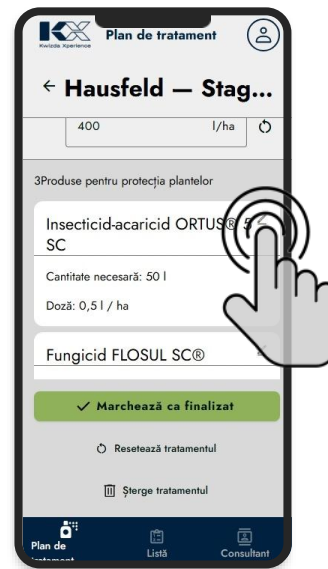 KX
Kwizda Xperience
Plan de tratament
← Hausfeld — Stag...
400 l/ha
3Produse pentru protecția plantelor
Insecticid-acaricid ORTUS® 5
SC
Cantitate necesară: 50 l
Doză: 0,5 l / ha
Fungicid FLOSUL SC®
Marchează ca finalizat
Resetează tratamentul
Șterge tratamentul
Plan de
tratament
Listă
Consultant